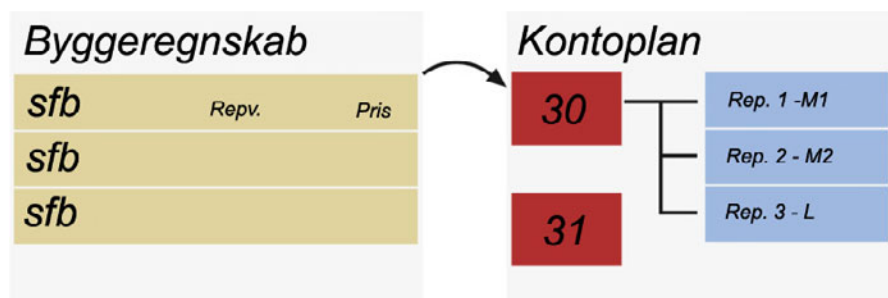 Byggeregnskab
sfb Repv. Pris
sfb
sfb
Kontoplan
30
Rep. 1 -M1
Rep. 2 - M2
Rep. 3 - L
31